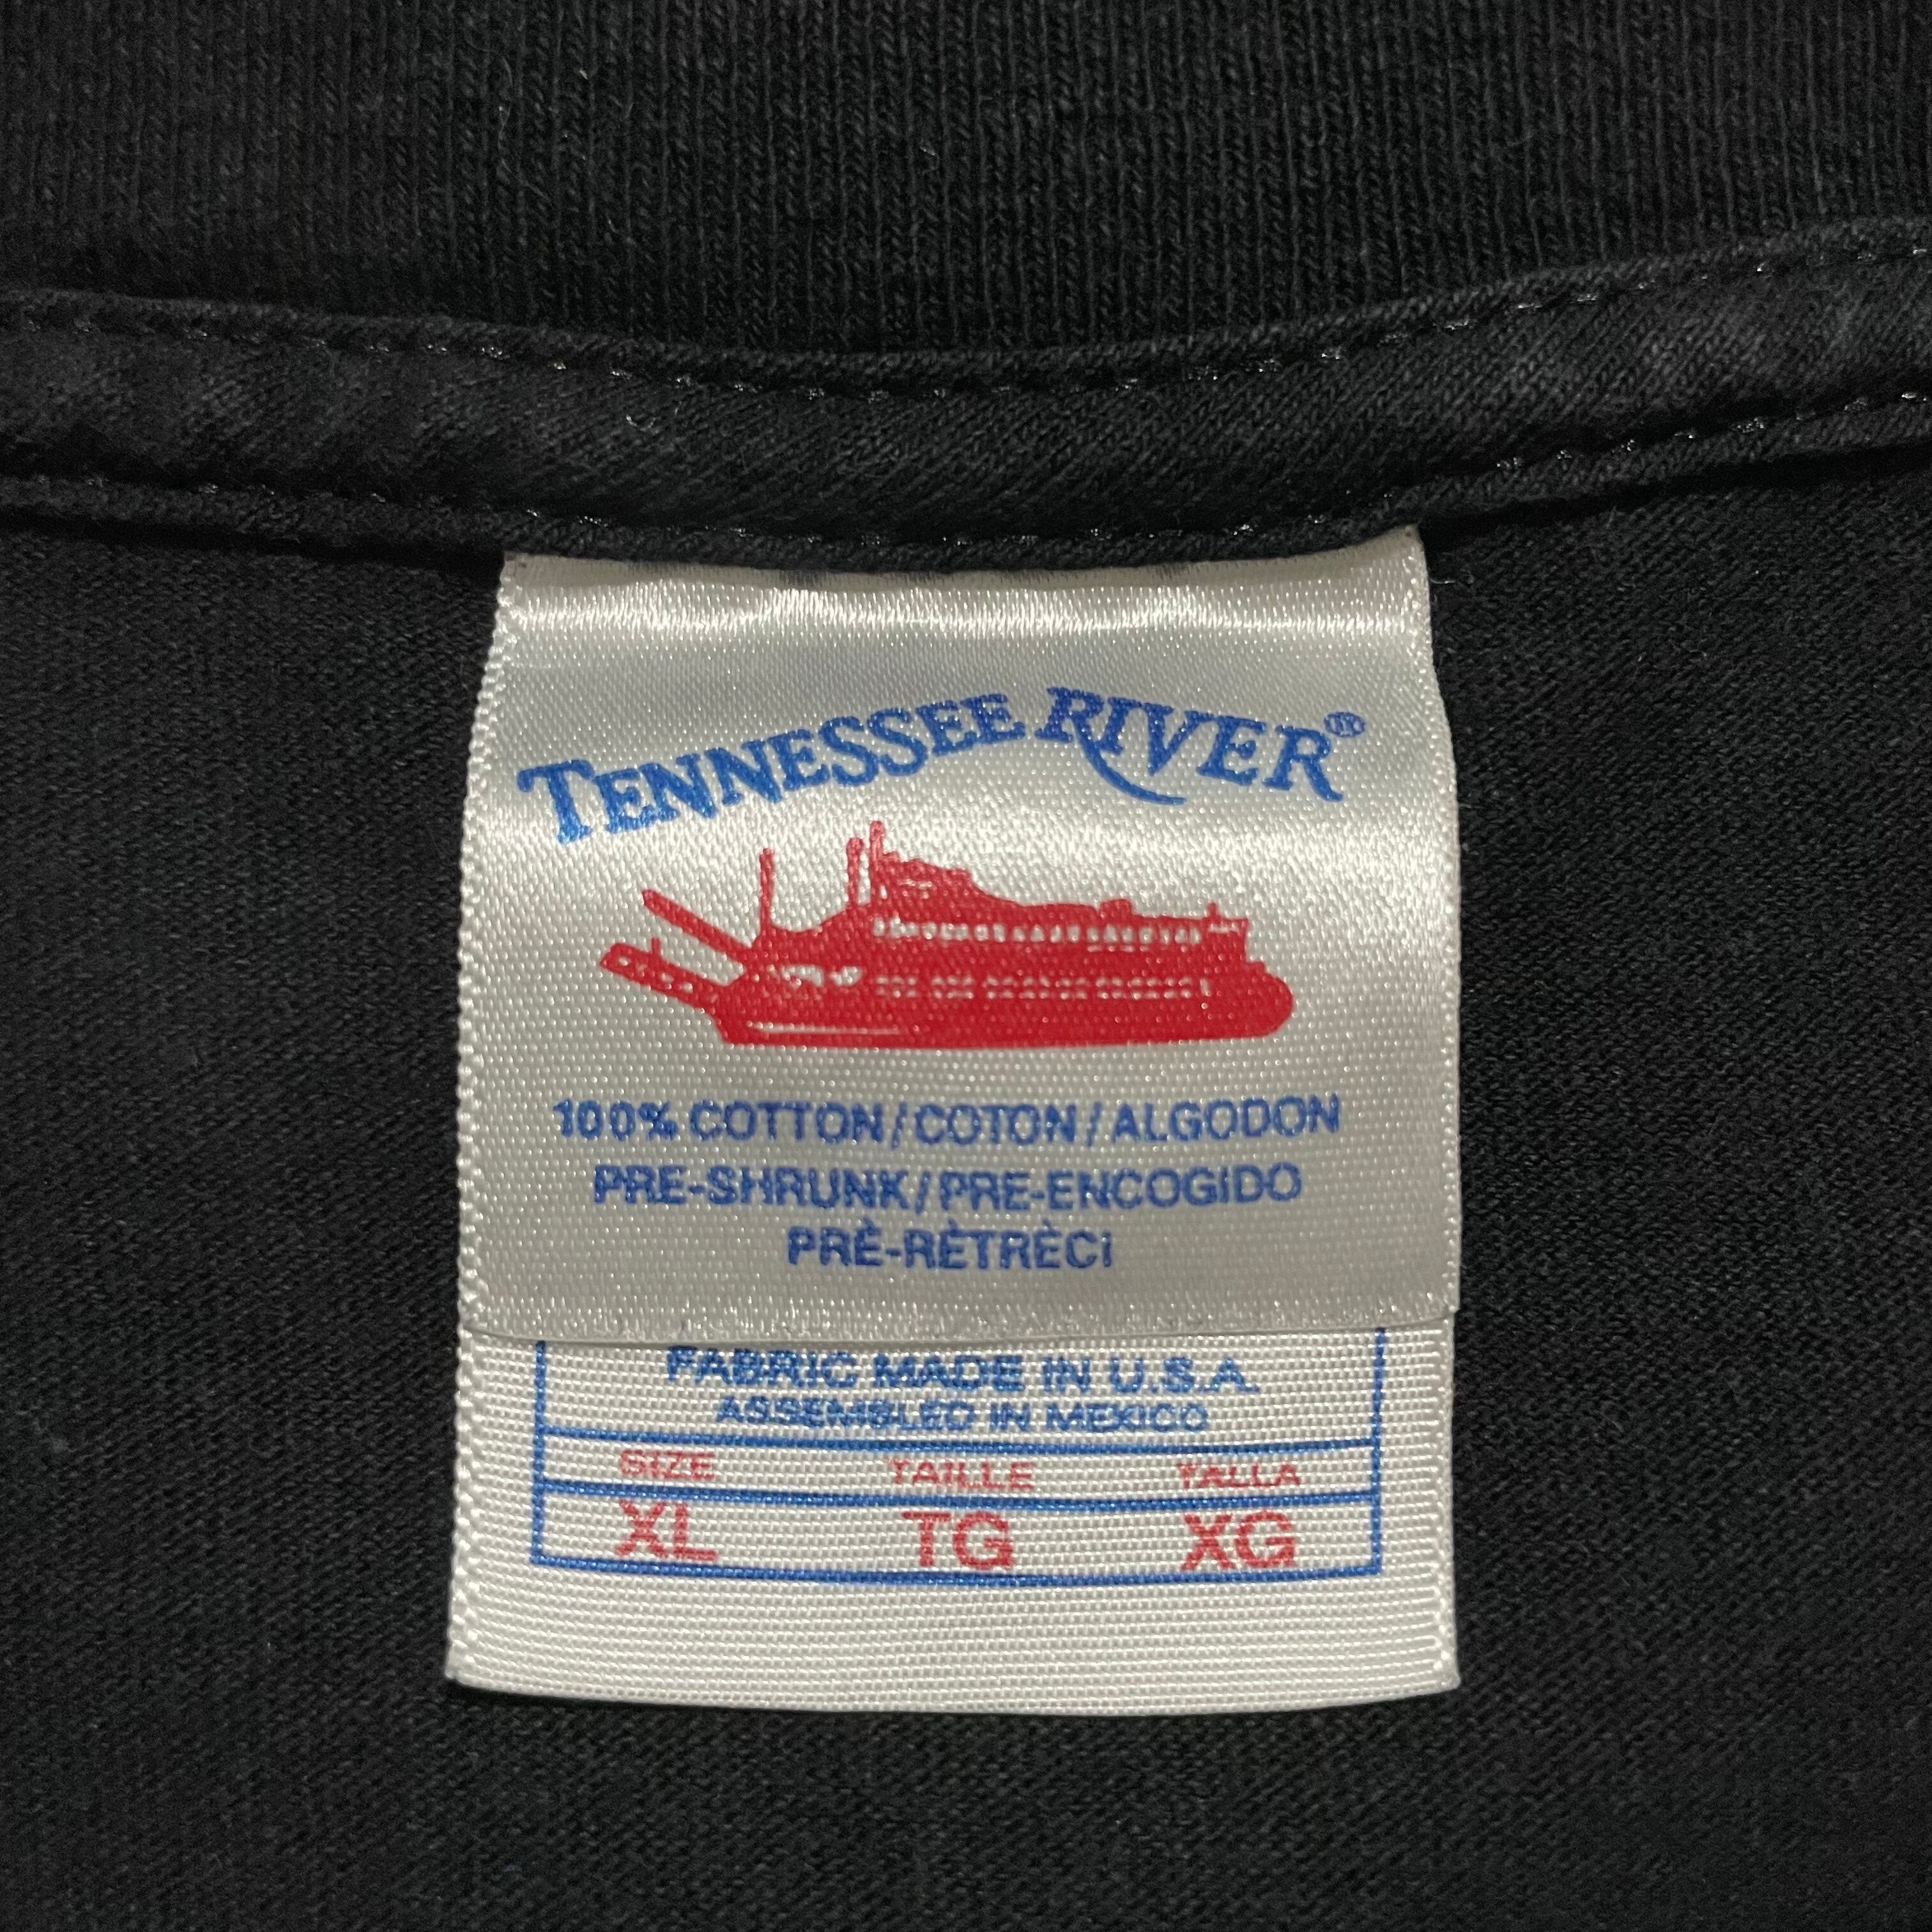 TENNESSEE RIVER®
100% COTTON/COTON/ALGODON
PRE-SHRUNK/PRE-ENCOGIDO
PRÈ-RÈTRÈCI
FABRIC MADE IN U.S.A.
ASSEMBLED IN MEXICO
SIZE TAILLE TALLA
XL TG XG